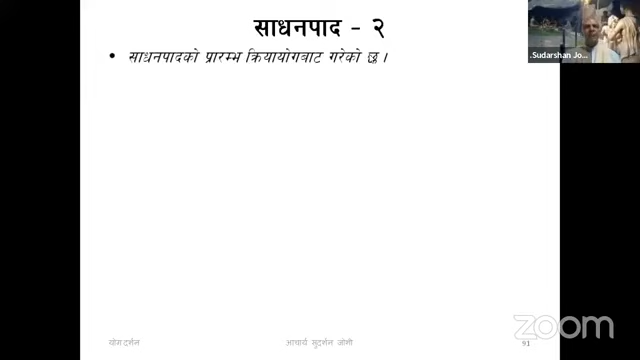 साधनपाद - २
• साधनपादको प्रारम्भ क्रियायोगबाट गरेको छ ।
.Sudarshan Jo...
योग दर्शन
आचार्य सुदर्शन जोशी
91
zoom